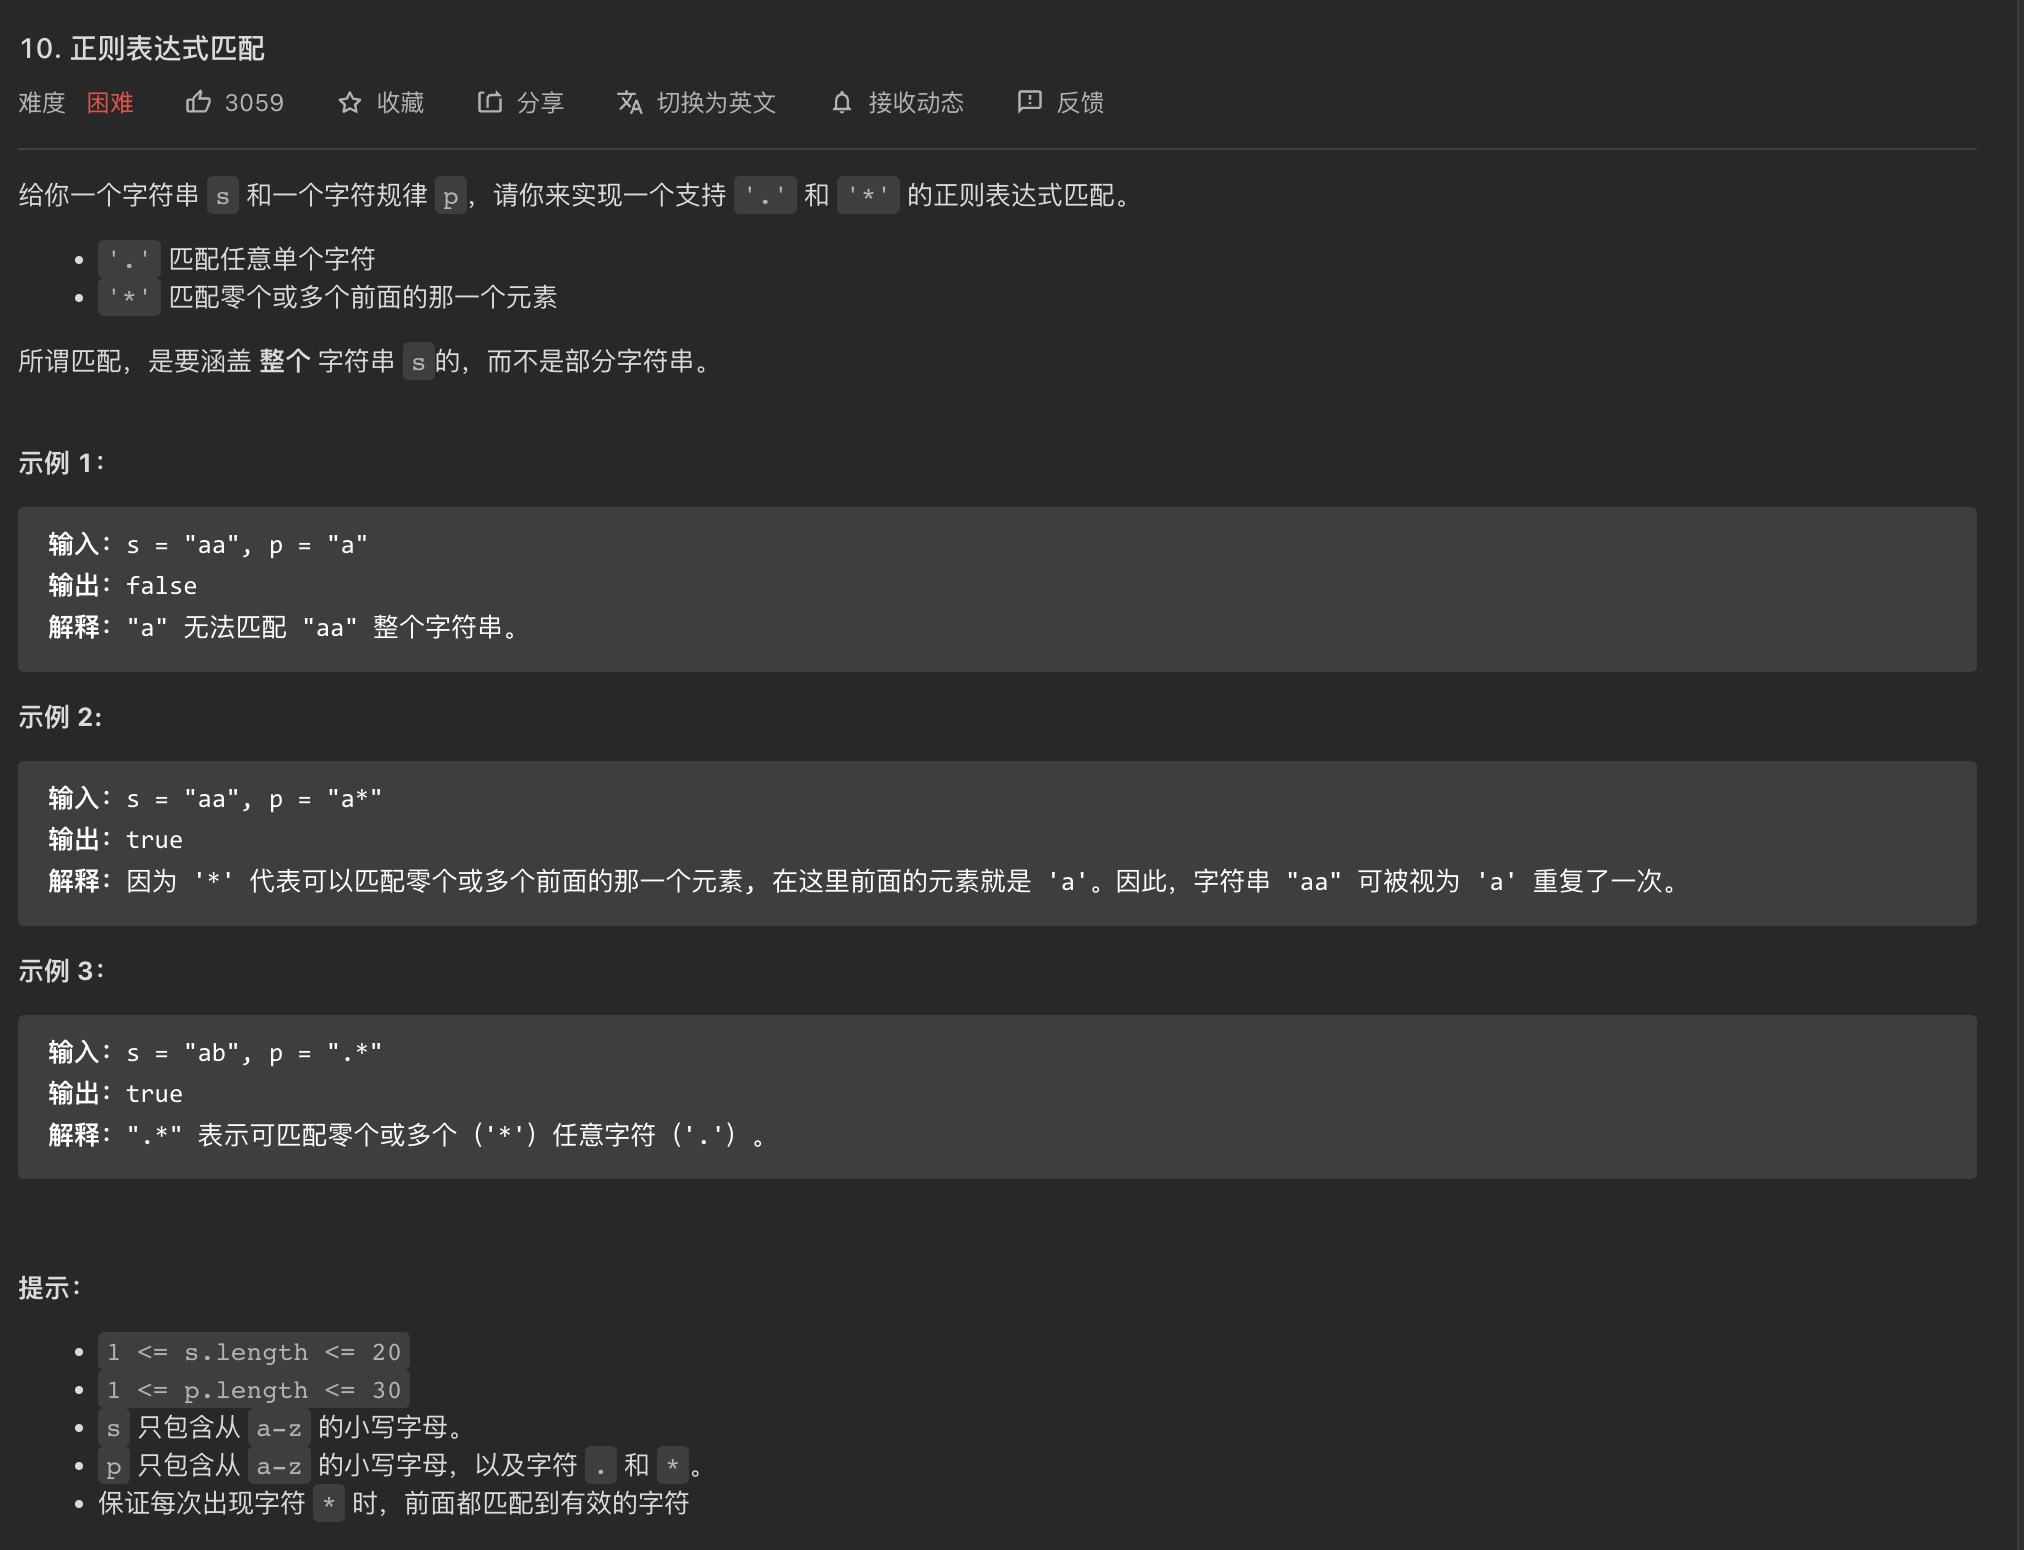 10. 正则表达式匹配
难度 困难 3059 收藏 分享 切换为英文 接收动态 反馈
给你一个字符串 s 和一个字符规律 p，请你来实现一个支持 '.' 和 '*' 的正则表达式匹配。
'.' 匹配任意单个字符
'*' 匹配零个或多个前面的那一个元素
所谓匹配，是要涵盖 整个 字符串 s的，而不是部分字符串。
示例 1：
输入：s = "aa", p = "a"
输出：false
解释："a" 无法匹配 "aa" 整个字符串。
示例 2:
输入：s = "aa", p = "a*"
输出：true
解释：因为 '*' 代表可以匹配零个或多个前面的那一个元素, 在这里前面的元素就是 'a'。因此，字符串 "aa" 可被视为 'a' 重复了一次。
示例 3：
输入：s = "ab", p = ".*"
输出：true
解释：".*" 表示可匹配零个或多个（'*'）任意字符（'.'）。
提示：
1 <= s.length <= 20
1 <= p.length <= 30
s 只包含从 a-z 的小写字母。
p 只包含从 a-z 的小写字母，以及字符 . 和 *。
保证每次出现字符 * 时，前面都匹配到有效的字符